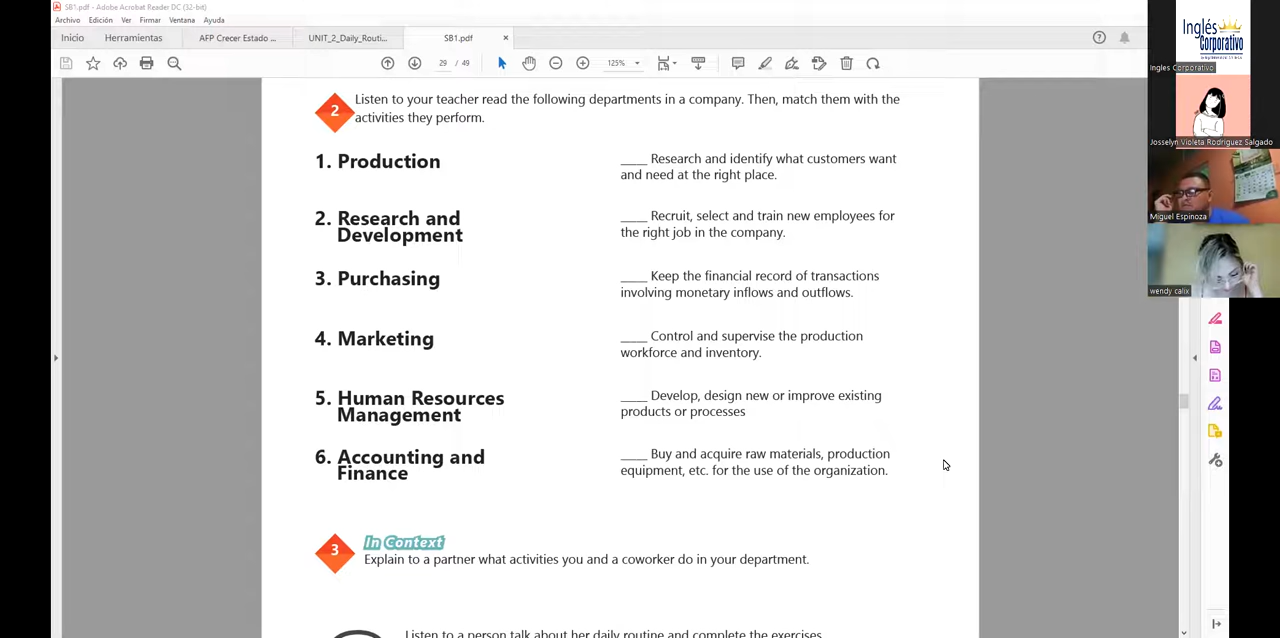 SB1.pdf - Adobe Acrobat Reader DC (32-bit)
Archivo Edición Ver Firmar Ventana Ayuda
Inicio Herramientas AFP Crecer Estado ... UNIT_2_Daily_Routi... SB1.pdf ×
29 / 49 125%
2
Listen to your teacher read the following departments in a company. Then, match them with the
activities they perform.
1. Production
____ Research and identify what customers want
and need at the right place.
2. Research and
Development
____ Recruit, select and train new employees for
the right job in the company.
3. Purchasing
____ Keep the financial record of transactions
involving monetary inflows and outflows.
4. Marketing
____ Control and supervise the production
workforce and inventory.
5. Human Resources
Management
____ Develop, design new or improve existing
products or processes
6. Accounting and
Finance
____ Buy and acquire raw materials, production
equipment, etc. for the use of the organization.
3
In Context
Explain to a partner what activities you and a coworker do in your department.
Listen to a person talk about her daily routine and complete the exercises
Inglés
Corporativo
Ingles Corporativo
Josselyn Violeta Rodriguez Salgado
Miguel Espinoza
wendy calix